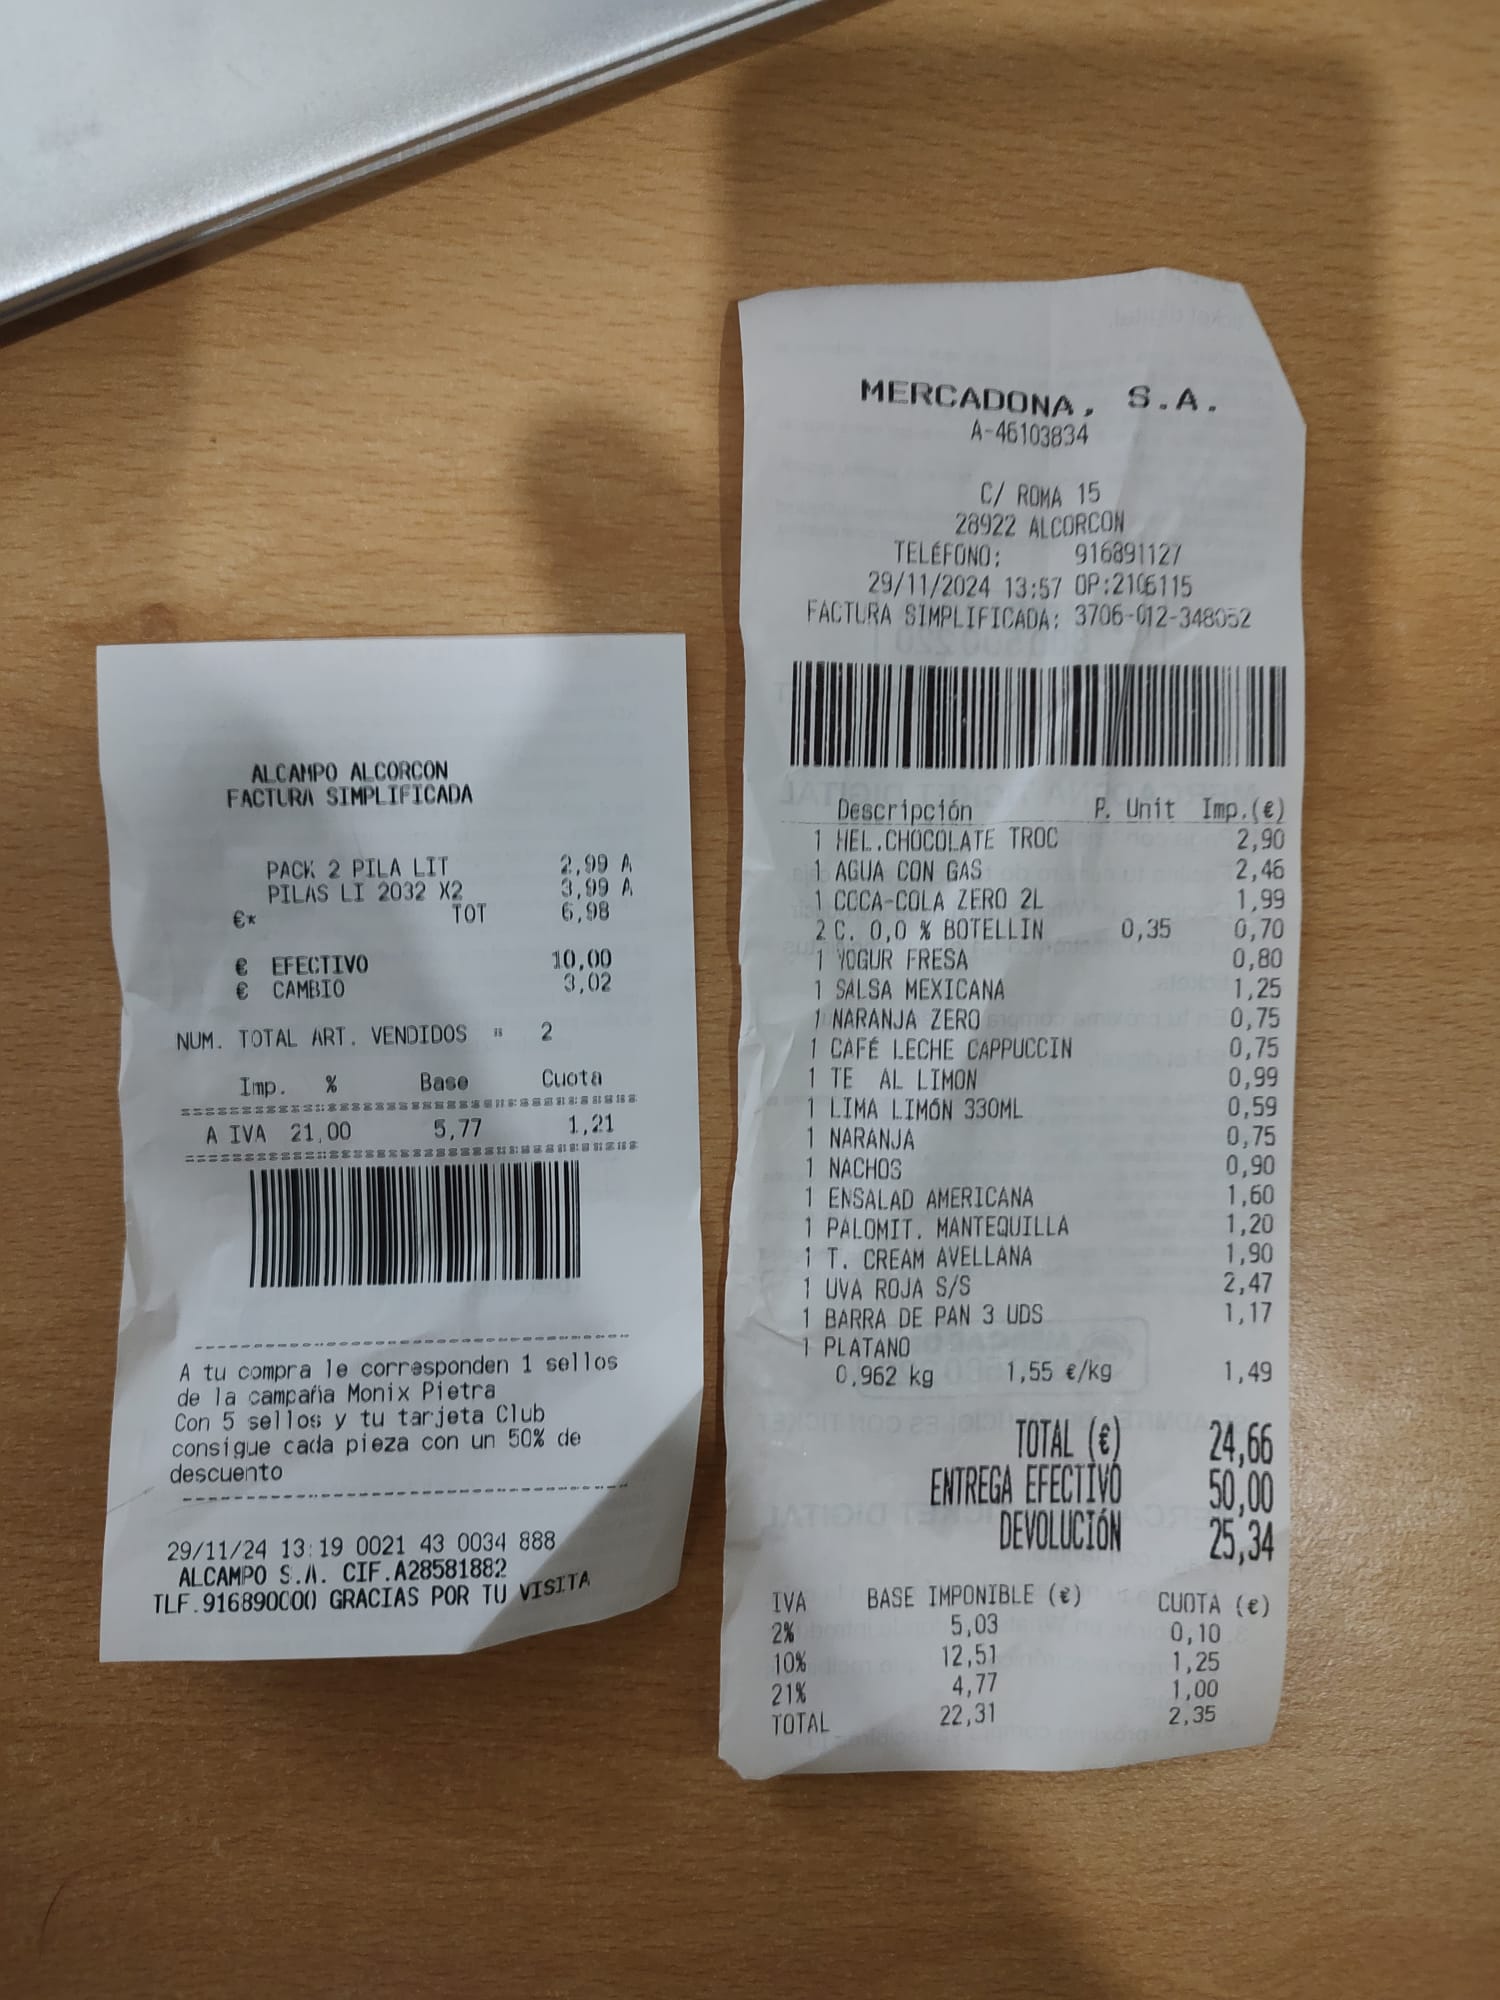 ALCAMPO ALCORCON
FACTURA SIMPLIFICADA
PACK 2 PILA LIT 2,99 A
PILAS LI 2032 X2 3,99 A
€* TOT 6,98
€ EFECTIVO 10,00
€ CAMBIO 3,02
NUM. TOTAL ART. VENDIDOS = 2
Imp. % Base Cuota
A IVA 21,00 5,77 1,21
A tu compra le corresponden 1 sellos
de la campaña Monix Pietra
Con 5 sellos y tu tarjeta Club
consigue cada pieza con un 50% de
descuento
29/11/24 13:19 0021 43 0034 888
ALCAMPO S.A. CIF.A28581882
TLF.916890000 GRACIAS POR TU VISITA
MERCADONA, S.A.
A-46103834
C/ ROMA 15
28922 ALCORCON
TELÉFONO: 916891127
29/11/2024 13:57 OP:2106115
FACTURA SIMPLIFICADA: 3706-012-348052
Descripción P. Unit Imp.(€)
1 HEL.CHOCOLATE TROC 2,90
1 AGUA CON GAS 2,46
1 COCA-COLA ZERO 2L 1,99
2 C. 0,0 % BOTELLIN 0,35 0,70
1 YOGUR FRESA 0,80
1 SALSA MEXICANA 1,25
1 NARANJA ZERO 0,75
1 CAFÉ LECHE CAPPUCCIN 0,75
1 TE AL LIMON 0,99
1 LIMA LIMÓN 330ML 0,59
1 NARANJA 0,75
1 NACHOS 0,90
1 ENSALAD AMERICANA 1,60
1 PALOMIT. MANTEQUILLA 1,20
1 T. CREAM AVELLANA 1,90
1 UVA ROJA S/S 2,47
1 BARRA DE PAN 3 UDS 1,17
1 PLATANO
0,962 kg 1,55 €/kg 1,49
TOTAL (€) 24,66
ENTREGA EFECTIVO 50,00
DEVOLUCIÓN 25,34
IVA BASE IMPONIBLE (€) CUOTA (€)
2% 5,03 0,10
10% 12,51 1,25
21% 4,77 1,00
TOTAL 22,31 2,35